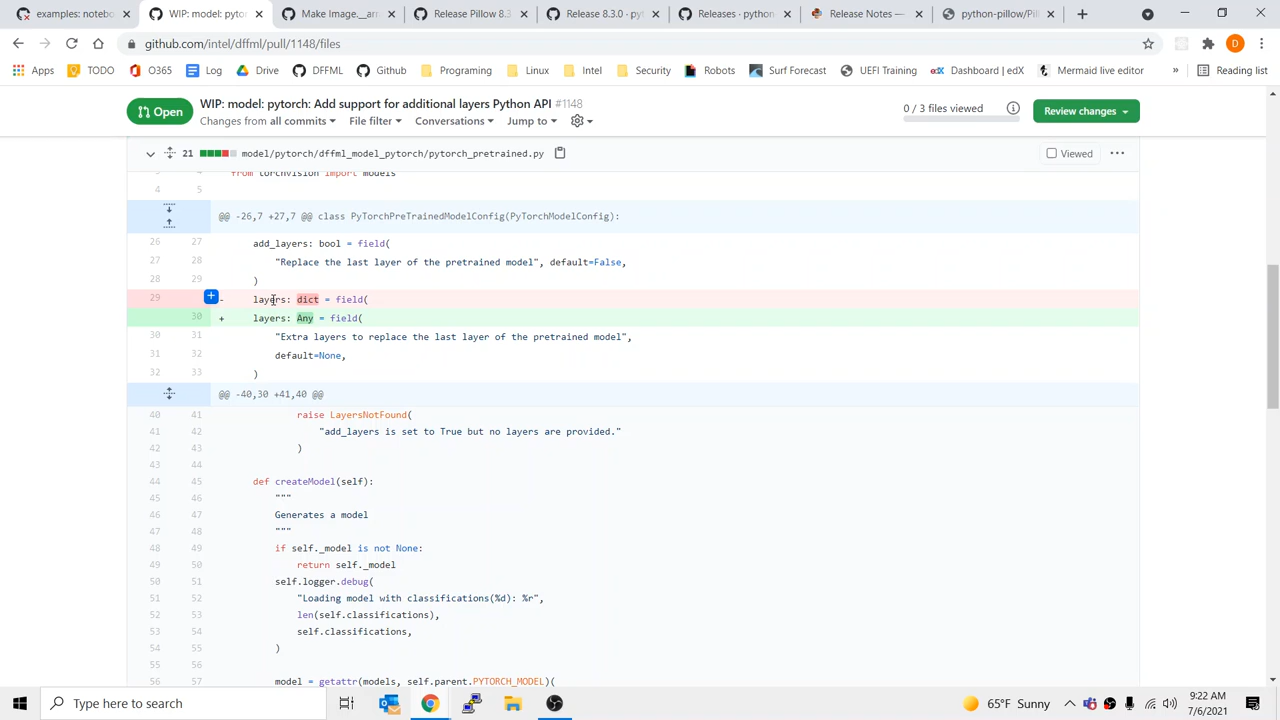 examples: notebo
WIP: model: pytor
Make Image.__arr
Release Pillow 8.3
Release 8.3.0 · py
Releases · python
Release Notes —
python-pillow/Pil
github.com/intel/dffml/pull/1148/files
D
Apps
TODO
O365
Log
Drive
DFFML
Github
Programing
Linux
Intel
Security
Robots
Surf Forecast
UEFI Training
Dashboard | edX
Mermaid live editor
»
Reading list
Open
WIP: model: pytorch: Add support for additional layers Python API #1148
Changes from all commits
File filter
Conversations
Jump to
0 / 3 files viewed
Review changes
21
model/pytorch/dffml_model_pytorch/pytorch_pretrained.py
Viewed
from torchvision import models
4 5
@@ -26,7 +27,7 @@ class PyTorchPreTrainedModelConfig(PyTorchModelConfig):
26 27 add_layers: bool = field(
27 28 "Replace the last layer of the pretrained model", default=False,
28 29 )
29 - layers: dict = field(
30 + layers: Any = field(
30 31 "Extra layers to replace the last layer of the pretrained model",
31 32 default=None,
32 33 )
@@ -40,30 +41,40 @@
40 41 raise LayersNotFound(
41 42 "add_layers is set to True but no layers are provided."
42 43 )
43 44
44 45 def createModel(self):
45 46 """
46 47 Generates a model
47 48 """
48 49 if self._model is not None:
49 50 return self._model
50 51 self.logger.debug(
51 52 "Loading model with classifications(%d): %r",
52 53 len(self.classifications),
53 54 self.classifications,
54 55 )
55 56
56 57 model = getattr(models, self.parent.PYTORCH_MODEL)(
Type here to search
65°F Sunny
9:22 AM
7/6/2021